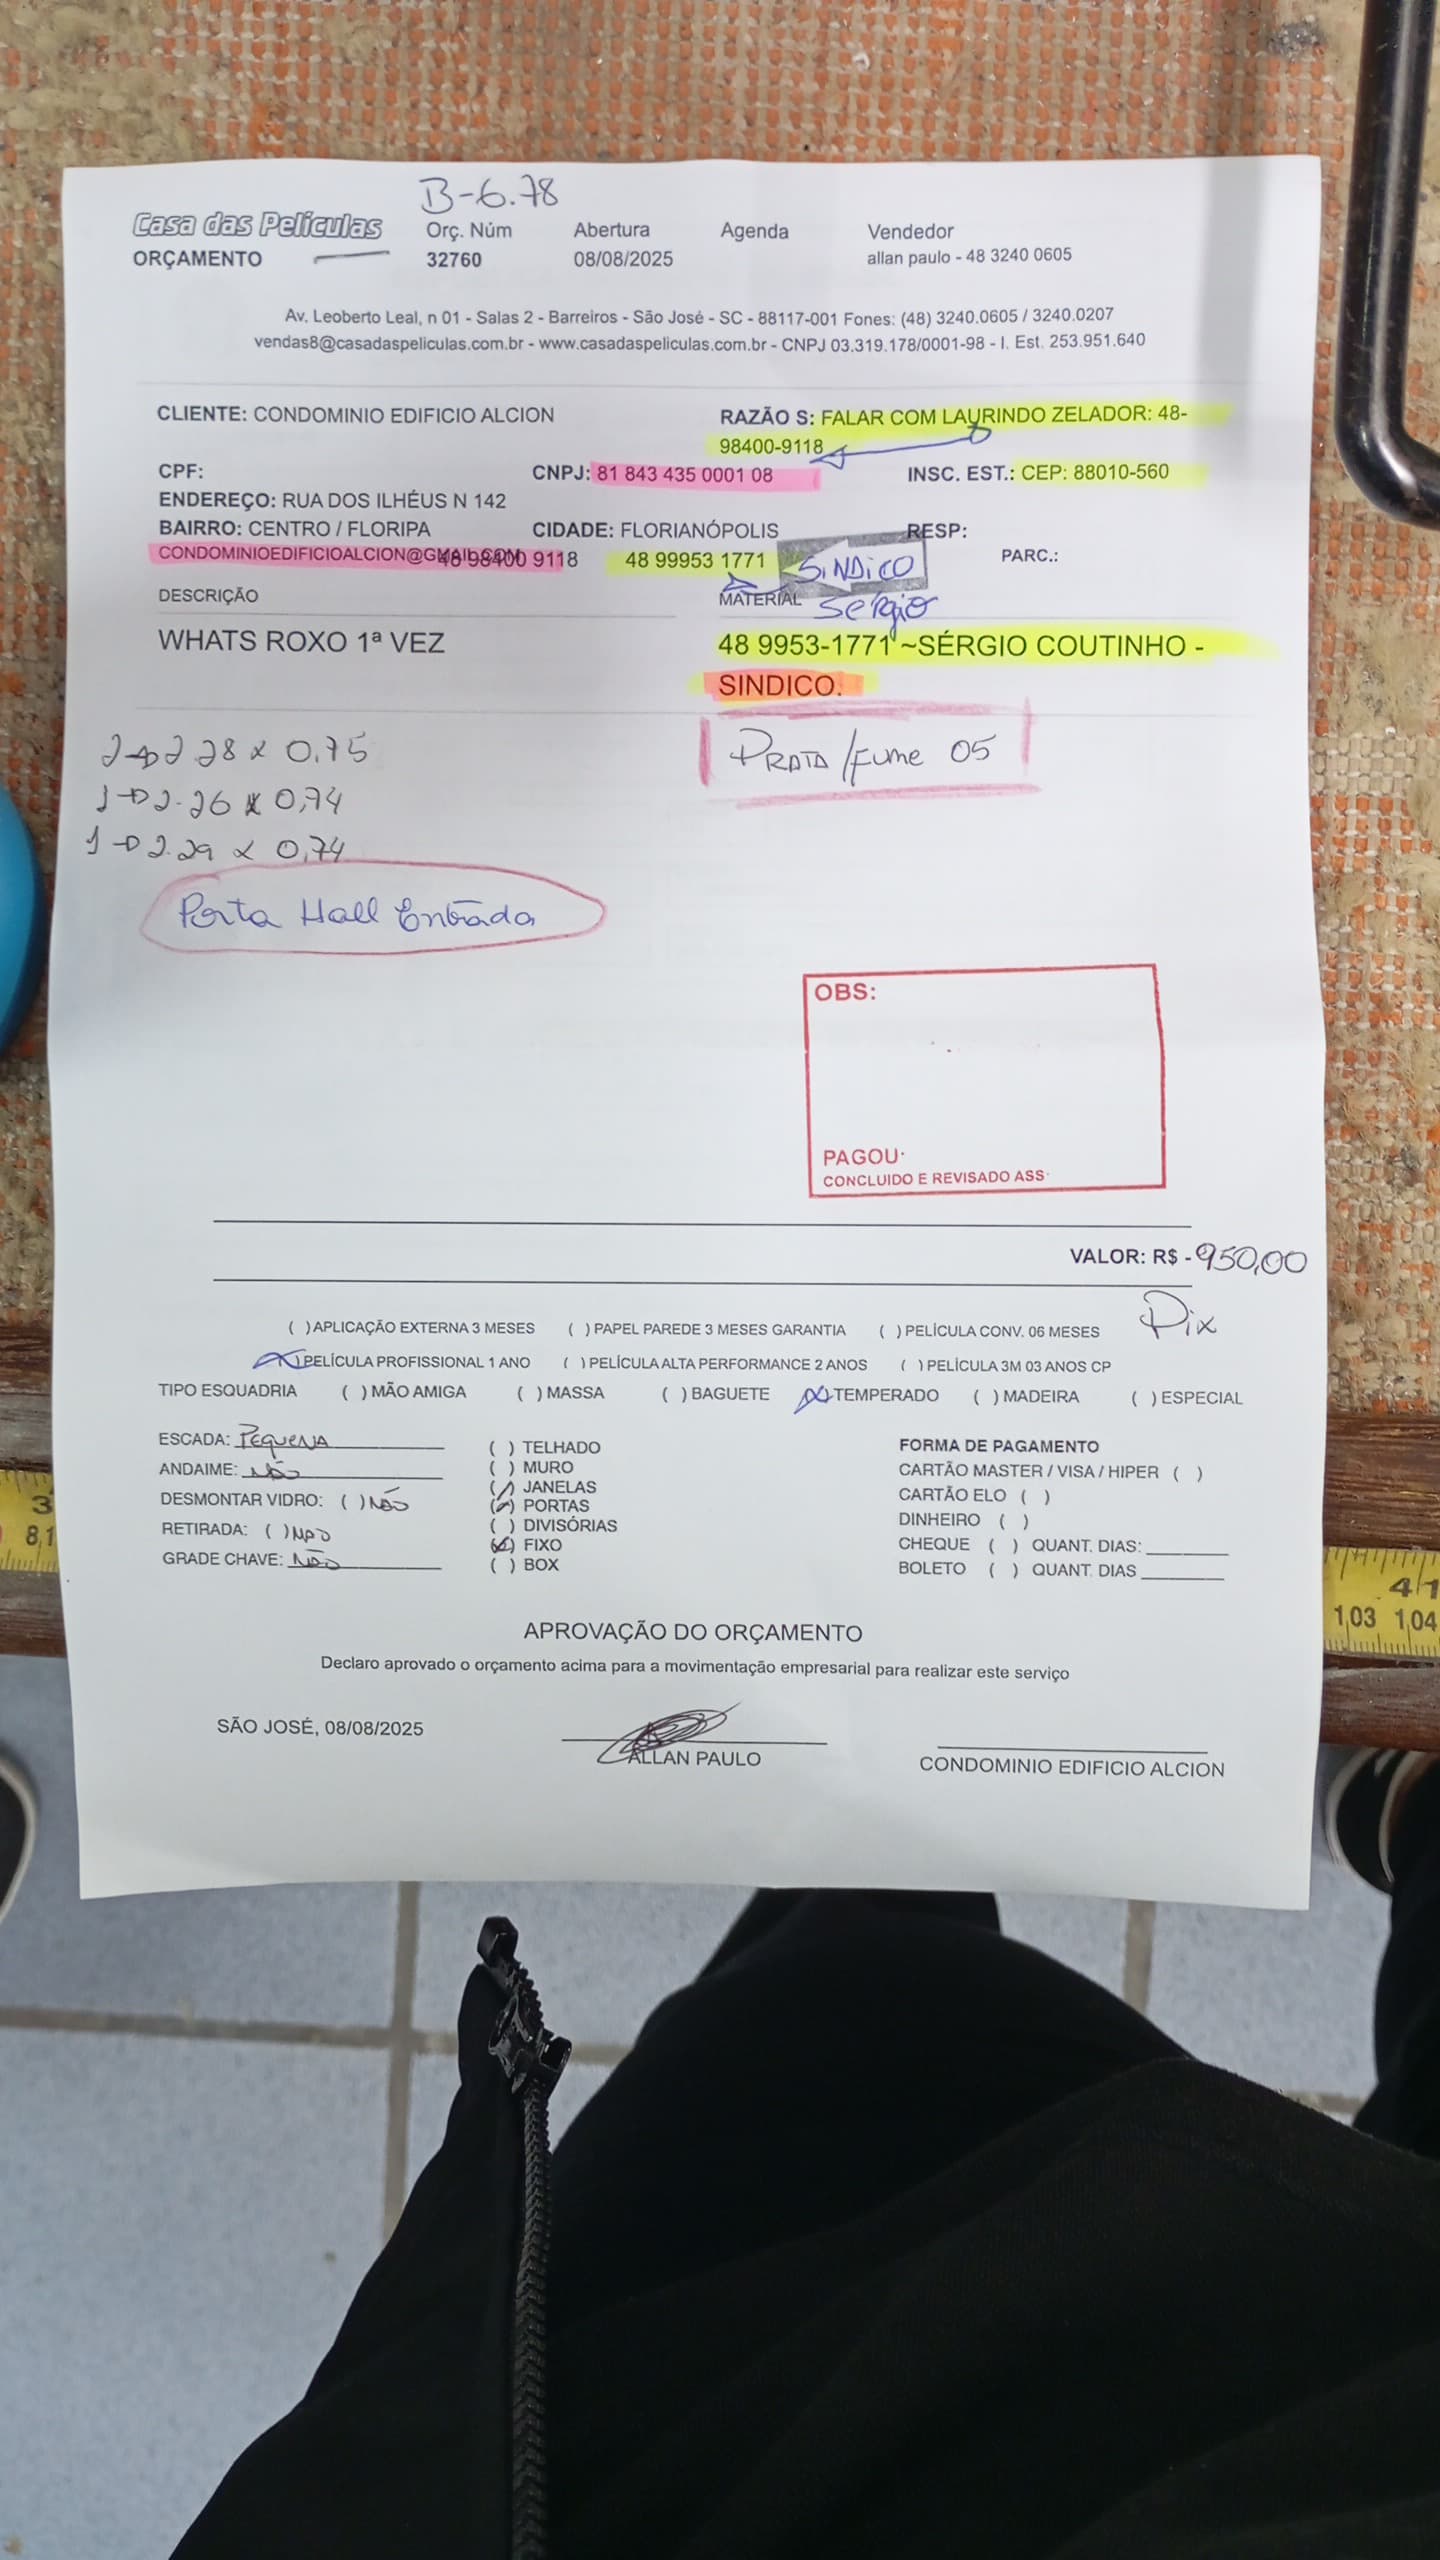 B-6.78
Casa das Películas
Orç. Núm Abertura Agenda Vendedor
ORÇAMENTO 32760 08/08/2025 allan paulo - 48 3240 0605
Av. Leoberto Leal, n 01 - Salas 2 - Barreiros - São José - SC - 88117-001 Fones: (48) 3240.0605 / 3240.0207
vendas8@casadaspeliculas.com.br - www.casadaspeliculas.com.br - CNPJ 03.319.178/0001-98 - I. Est. 253.951.640
CLIENTE: CONDOMINIO EDIFICIO ALCION RAZÃO S: FALAR COM LAURINDO ZELADOR: 48-
98400-9118
CPF: CNPJ: 81 843 435 0001 08 INSC. EST.: CEP: 88010-560
ENDEREÇO: RUA DOS ILHÉUS N 142
BAIRRO: CENTRO / FLORIPA CIDADE: FLORIANÓPOLIS RESP:
CONDOMINIOEDIFICIOALCION@GMAIL.COM 48 98400 9118 48 99953 1771 SiNDiCO PARC.:
DESCRIÇÃO MATERIAL Sérgio
WHATS ROXO 1ª VEZ 48 9953-1771 ~SÉRGIO COUTINHO -
SINDICO.
2→2.28 x 0,75 PRATA/Fume 05
1→2.26 x 0,74
1→2.29 x 0,74
Porta Hall Entrada
OBS:
PAGOU:
CONCLUIDO E REVISADO ASS:
VALOR: R$ - 950,00
Pix
( ) APLICAÇÃO EXTERNA 3 MESES ( ) PAPEL PAREDE 3 MESES GARANTIA ( ) PELÍCULA CONV. 06 MESES
(X) PELÍCULA PROFISSIONAL 1 ANO ( ) PELÍCULA ALTA PERFORMANCE 2 ANOS ( ) PELÍCULA 3M 03 ANOS CP
TIPO ESQUADRIA ( ) MÃO AMIGA ( ) MASSA ( ) BAGUETE (X) TEMPERADO ( ) MADEIRA ( ) ESPECIAL
ESCADA: PequeNA ( ) TELHADO FORMA DE PAGAMENTO
ANDAIME: NÃO ( ) MURO CARTÃO MASTER / VISA / HIPER ( )
DESMONTAR VIDRO: ( ) NÃO (/) JANELAS CARTÃO ELO ( )
RETIRADA: ( ) NÃO (/) PORTAS DINHEIRO ( )
GRADE CHAVE: NÃO ( ) DIVISÓRIAS CHEQUE ( ) QUANT. DIAS:
(X) FIXO BOLETO ( ) QUANT. DIAS
( ) BOX
APROVAÇÃO DO ORÇAMENTO
Declaro aprovado o orçamento acima para a movimentação empresarial para realizar este serviço
SÃO JOSÉ, 08/08/2025
ALLAN PAULO CONDOMINIO EDIFICIO ALCION
3 81
41
103 104